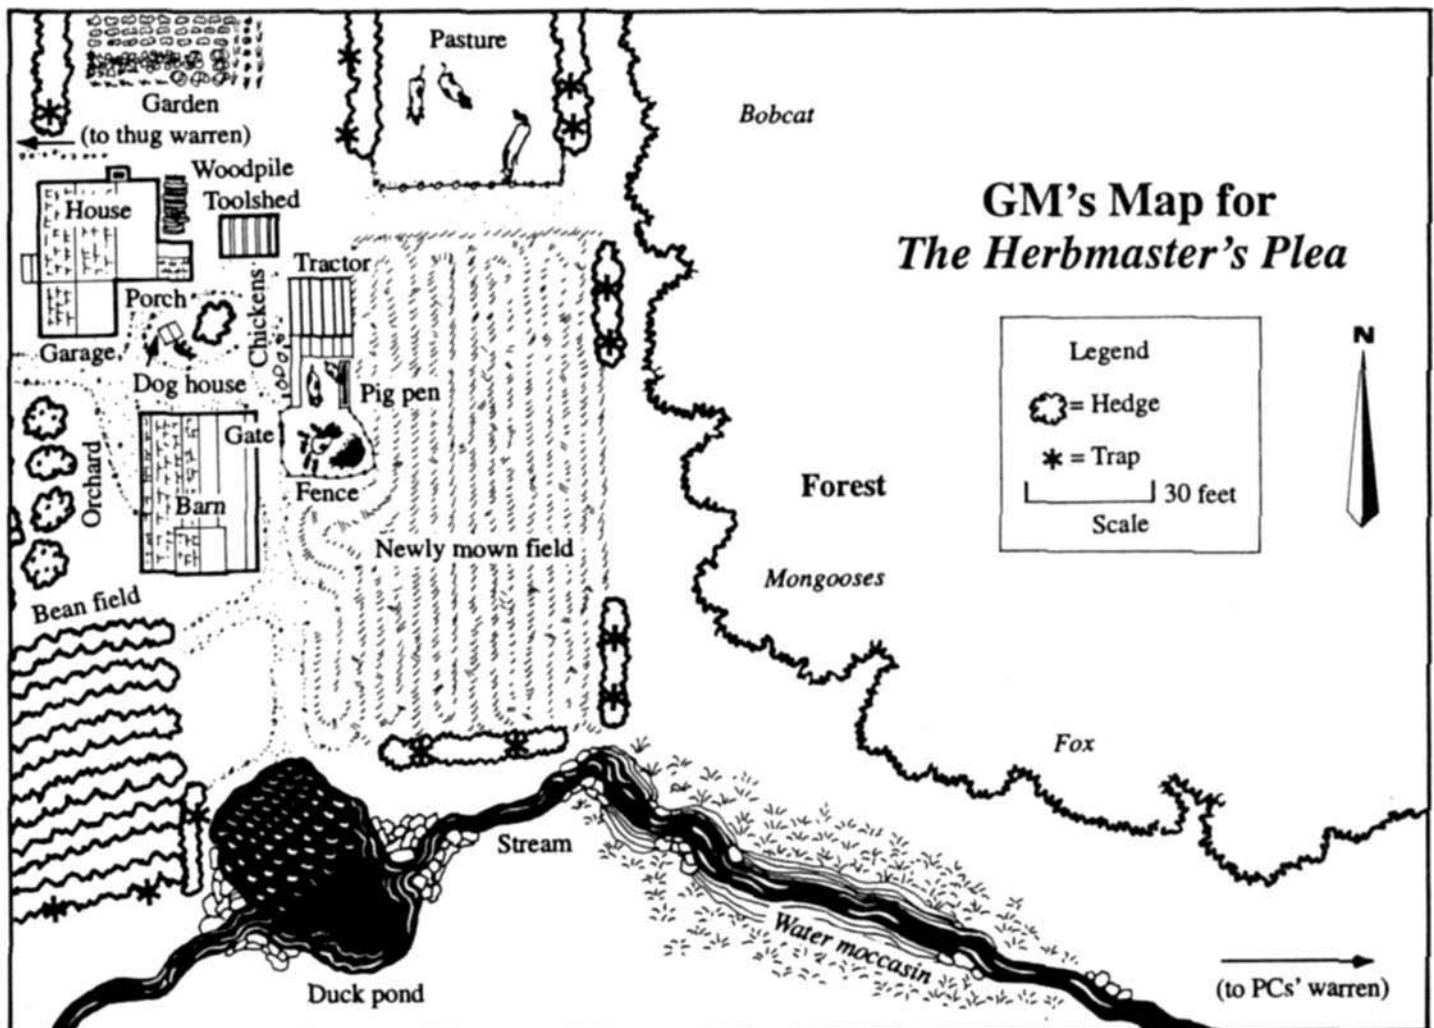 Pasture
Garden
(to thug warren)
Bobcat
Woodpile
Toolshed
House
GM's Map for
The Herbmaster's Plea
Tractor
Porch
Chickens
Garage
Dog house
Pig pen
Gate
Orchard
Barn
Fence
Newly mown field
Bean field
Forest
Mongooses
Legend
= Hedge
= Trap
30 feet
Scale
N
Fox
Stream
Water moccasin
Duck pond
(to PCs' warren)